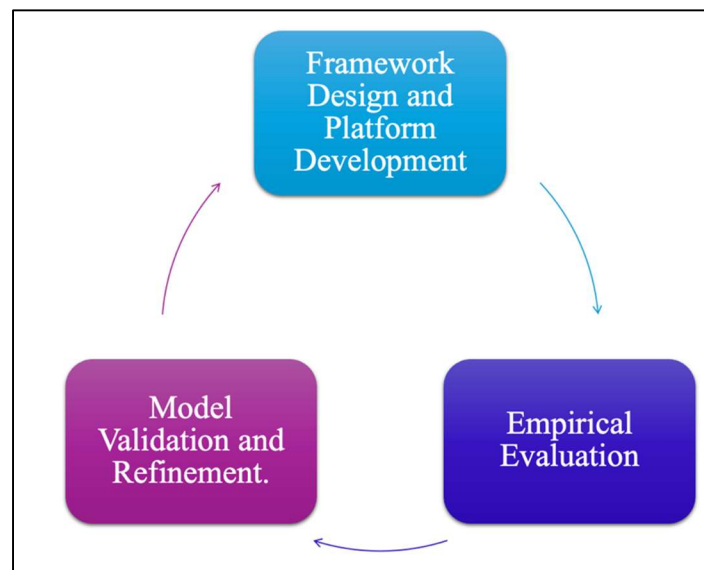 Framework
Design and
Platform
Development
Empirical
Evaluation
Model
Validation and
Refinement.